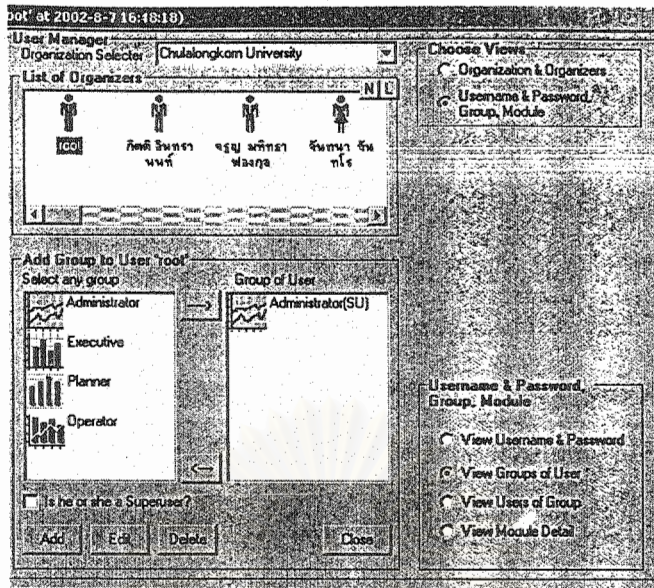 oot" at 2002-8-7 16:48:18)
User Manager
Organization Selecter Chulalongkorn University
List of Organizers
N L
root
กิตติ อินทรา
นนท์
จรูญ มหิทธา
ฟองกุล
จันทนา จัน
ทโร
Add Group to User "root"
Select any group
Administrator
Executive
Planner
Operator
-->
<--
Group of User
Administrator(SU)
Is he or she a Superuser?
Add Edit Delete Close
Choose Views
Organization & Organizers
Username & Password,
Group, Module
Username & Password,
Group, Module
View Username & Password
View Groups of User
View Users of Group
View Module Detail